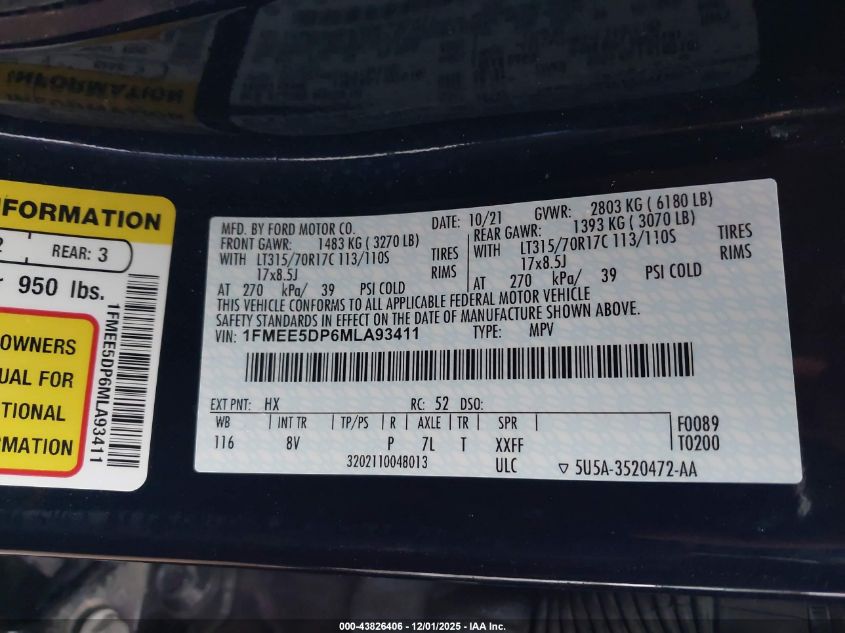 INFORMATION
FORMATION
2 REAR: 3
950 lbs.
OWNERS
UAL FOR
TIONAL
RMATION
1FMEE5DP6MLA93411
MFD. BY FORD MOTOR CO. DATE: 10/21 GVWR: 2803 KG ( 6180 LB)
FRONT GAWR: 1483 KG ( 3270 LB) REAR GAWR: 1393 KG ( 3070 LB)
WITH LT315/70R17C 113/110S TIRES WITH LT315/70R17C 113/110S TIRES
17x8.5J RIMS 17x8.5J RIMS
AT 270 kPa/ 39 PSI COLD AT 270 kPa/ 39 PSI COLD
THIS VEHICLE CONFORMS TO ALL APPLICABLE FEDERAL MOTOR VEHICLE
SAFETY STANDARDS IN EFFECT ON THE DATE OF MANUFACTURE SHOWN ABOVE.
VIN: 1FMEE5DP6MLA93411 TYPE: MPV
EXT PNT: HX RC: 52 DSO:
WB INT TR TP/PS R AXLE TR SPR F0089
116 8V P 7L T XXFF T0200
3202110048013 ULC ▽ 5U5A-3520472-AA
000-43826406 - 12/01/2025 - IAA Inc.